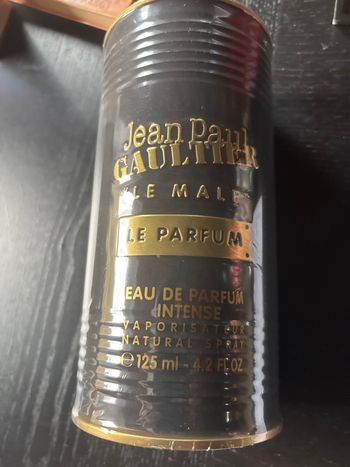 Jean Paul
GAULTIER
LE MALE
LE PARFUM
EAU DE PARFUM
INTENSE
VAPORISATEUR
NATURAL SPRAY
℮ 125 ml - 4.2 FL OZ